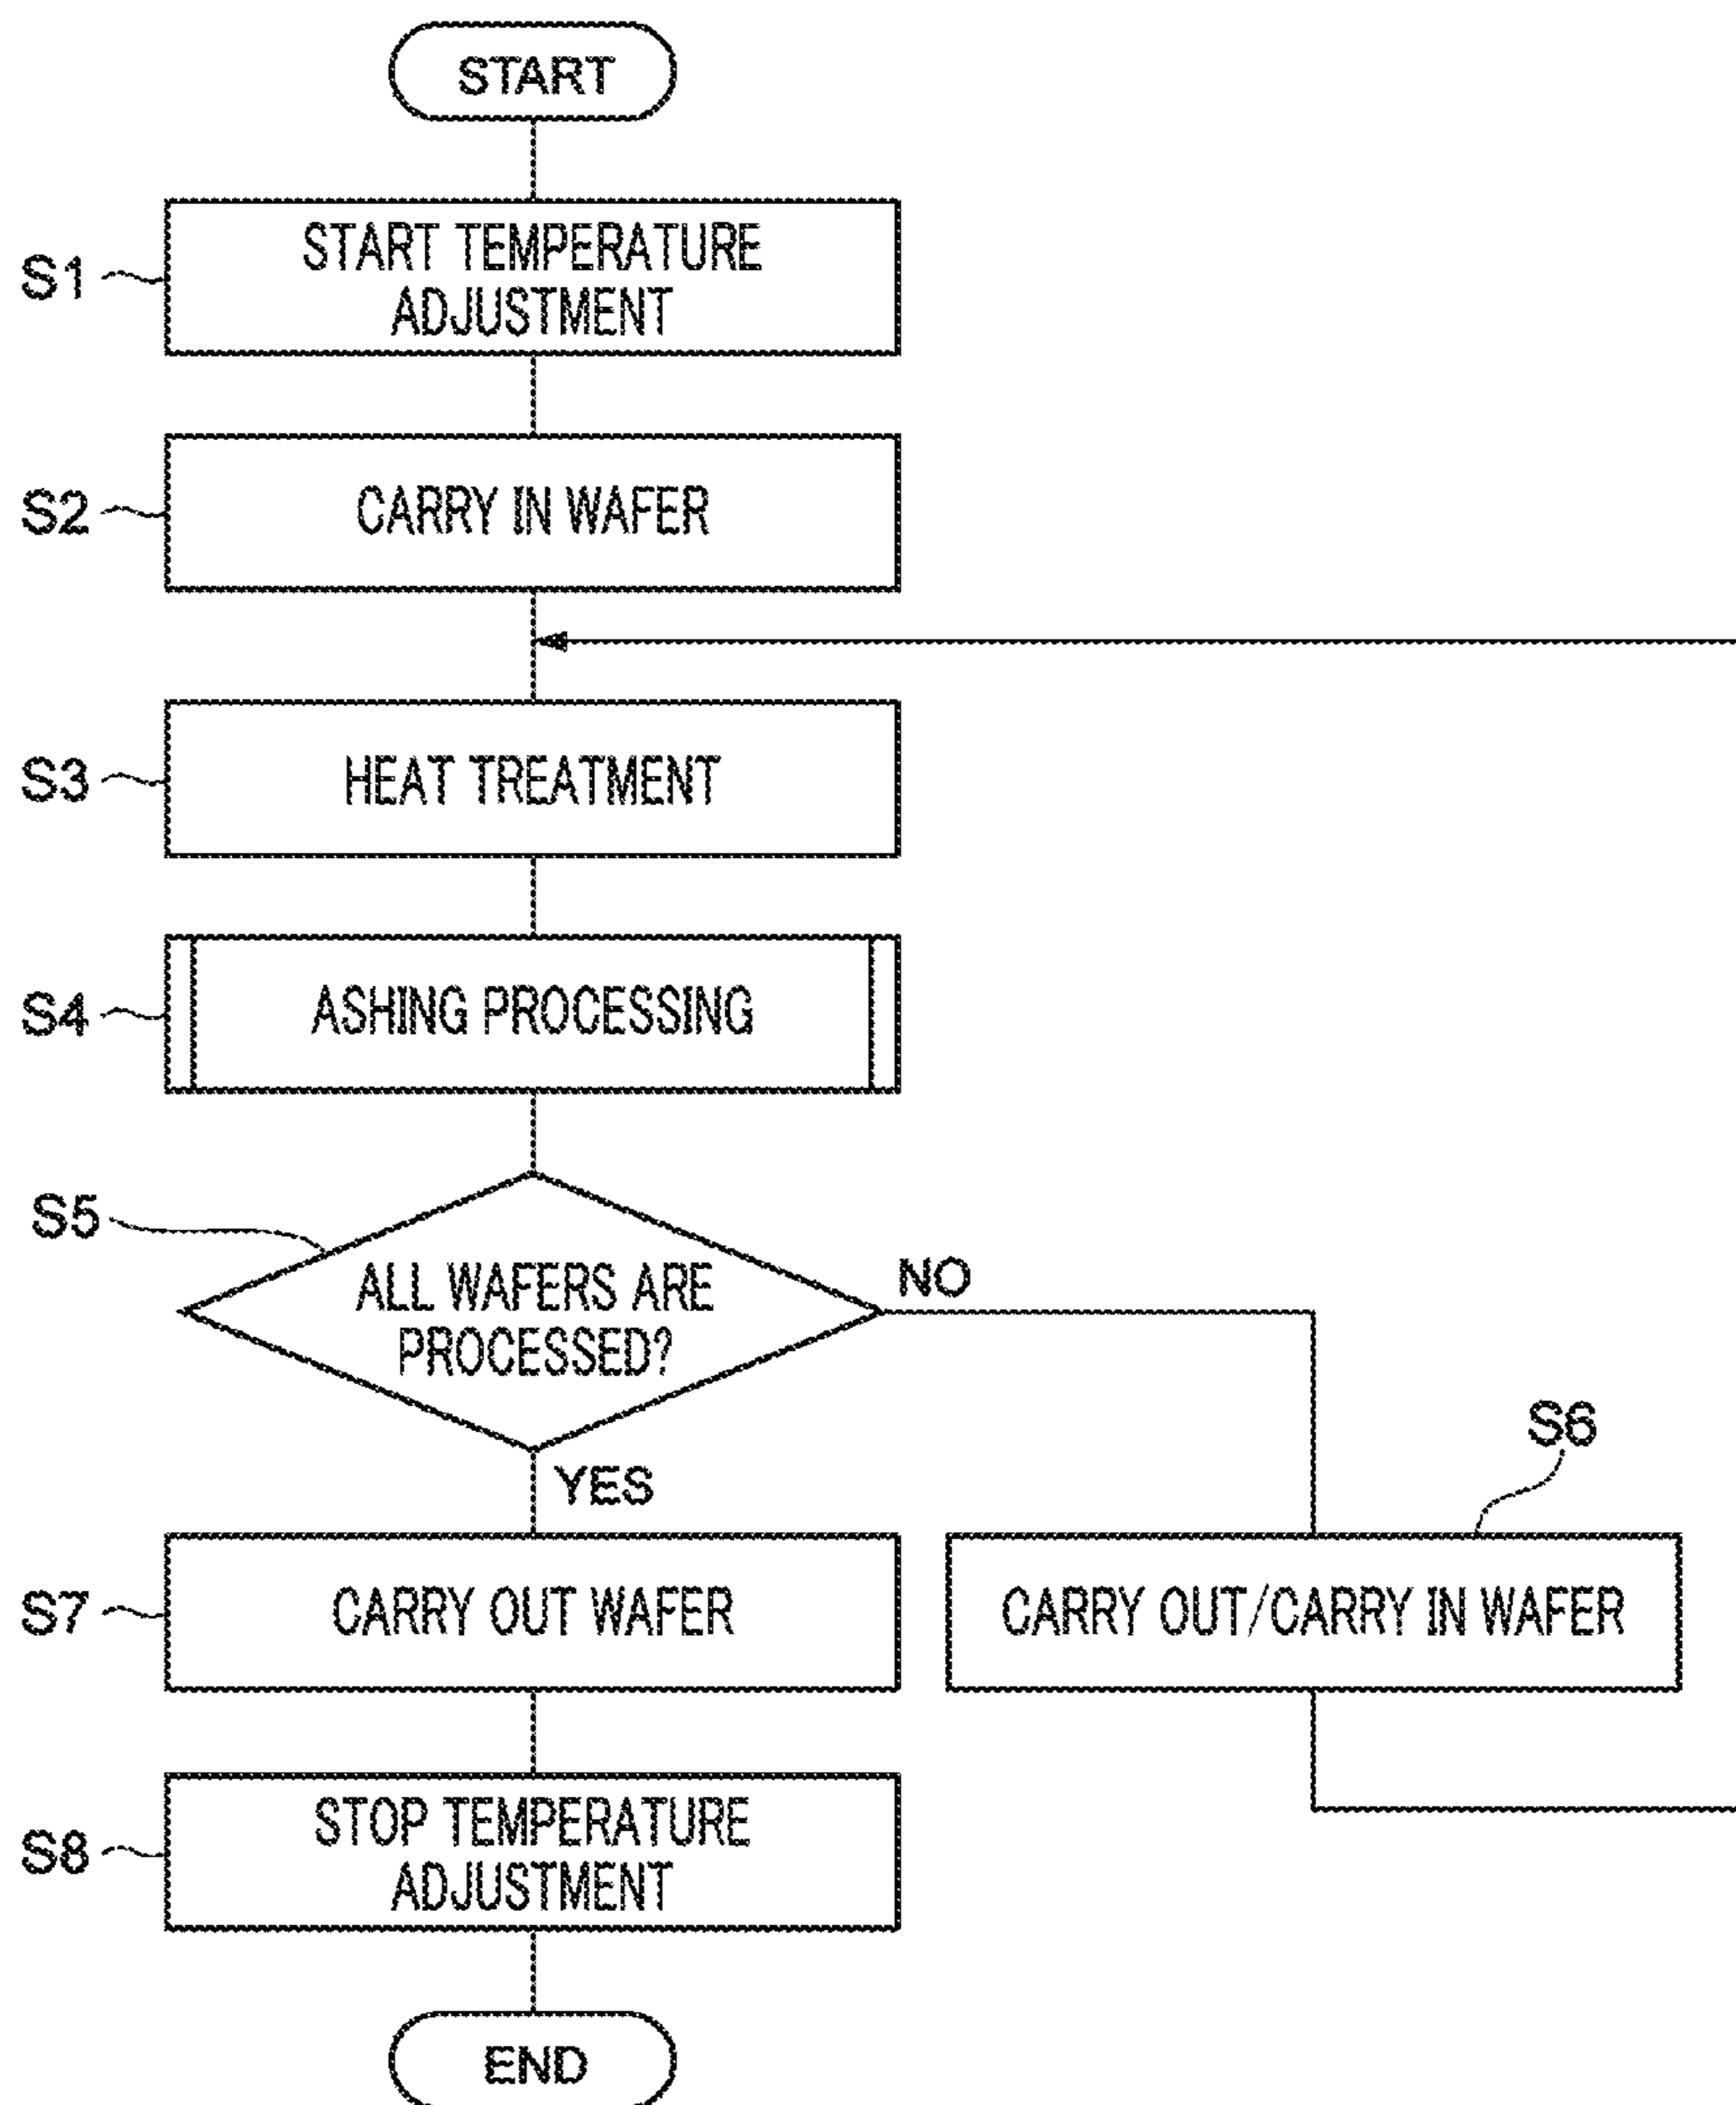 START
S1
START TEMPERATURE
ADJUSTMENT
S2
CARRY IN WAFER
S3
HEAT TREATMENT
S4
ASHING PROCESSING
S5
ALL WAFERS ARE
PROCESSED?
NO
YES
S6
CARRY OUT/CARRY IN WAFER
S7
CARRY OUT WAFER
S8
STOP TEMPERATURE
ADJUSTMENT
END